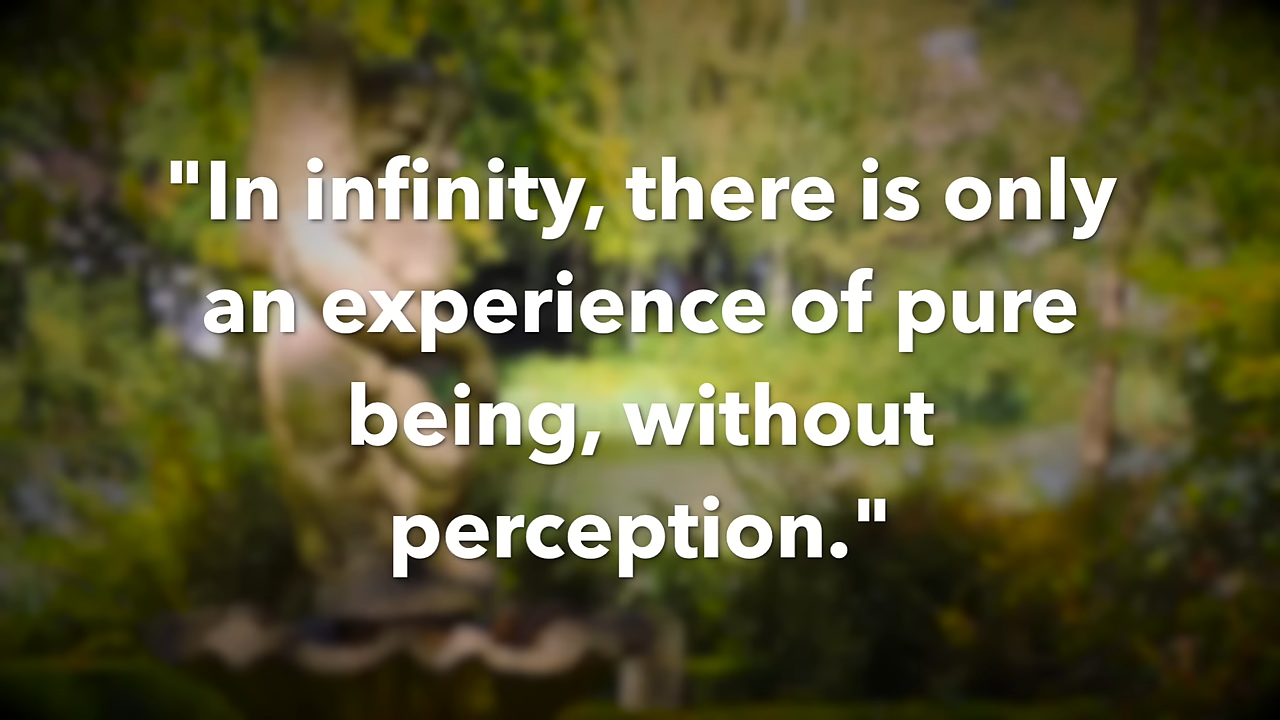 "In infinity, there is only
an experience of pure
being, without
perception."